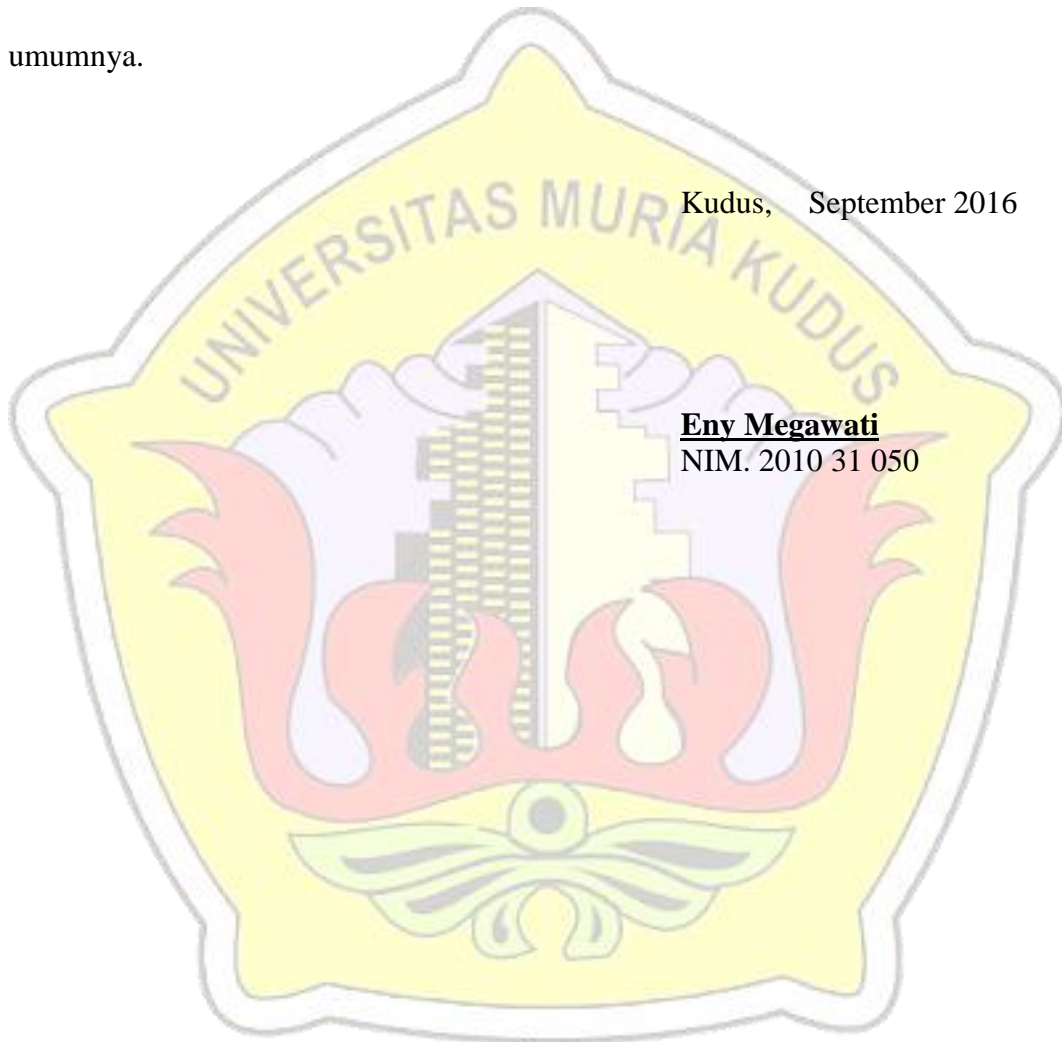 umumnya.
Kudus, September 2016
UNIVERSITAS MURIA KUDUS
Eny Megawati
NIM. 2010 31 050